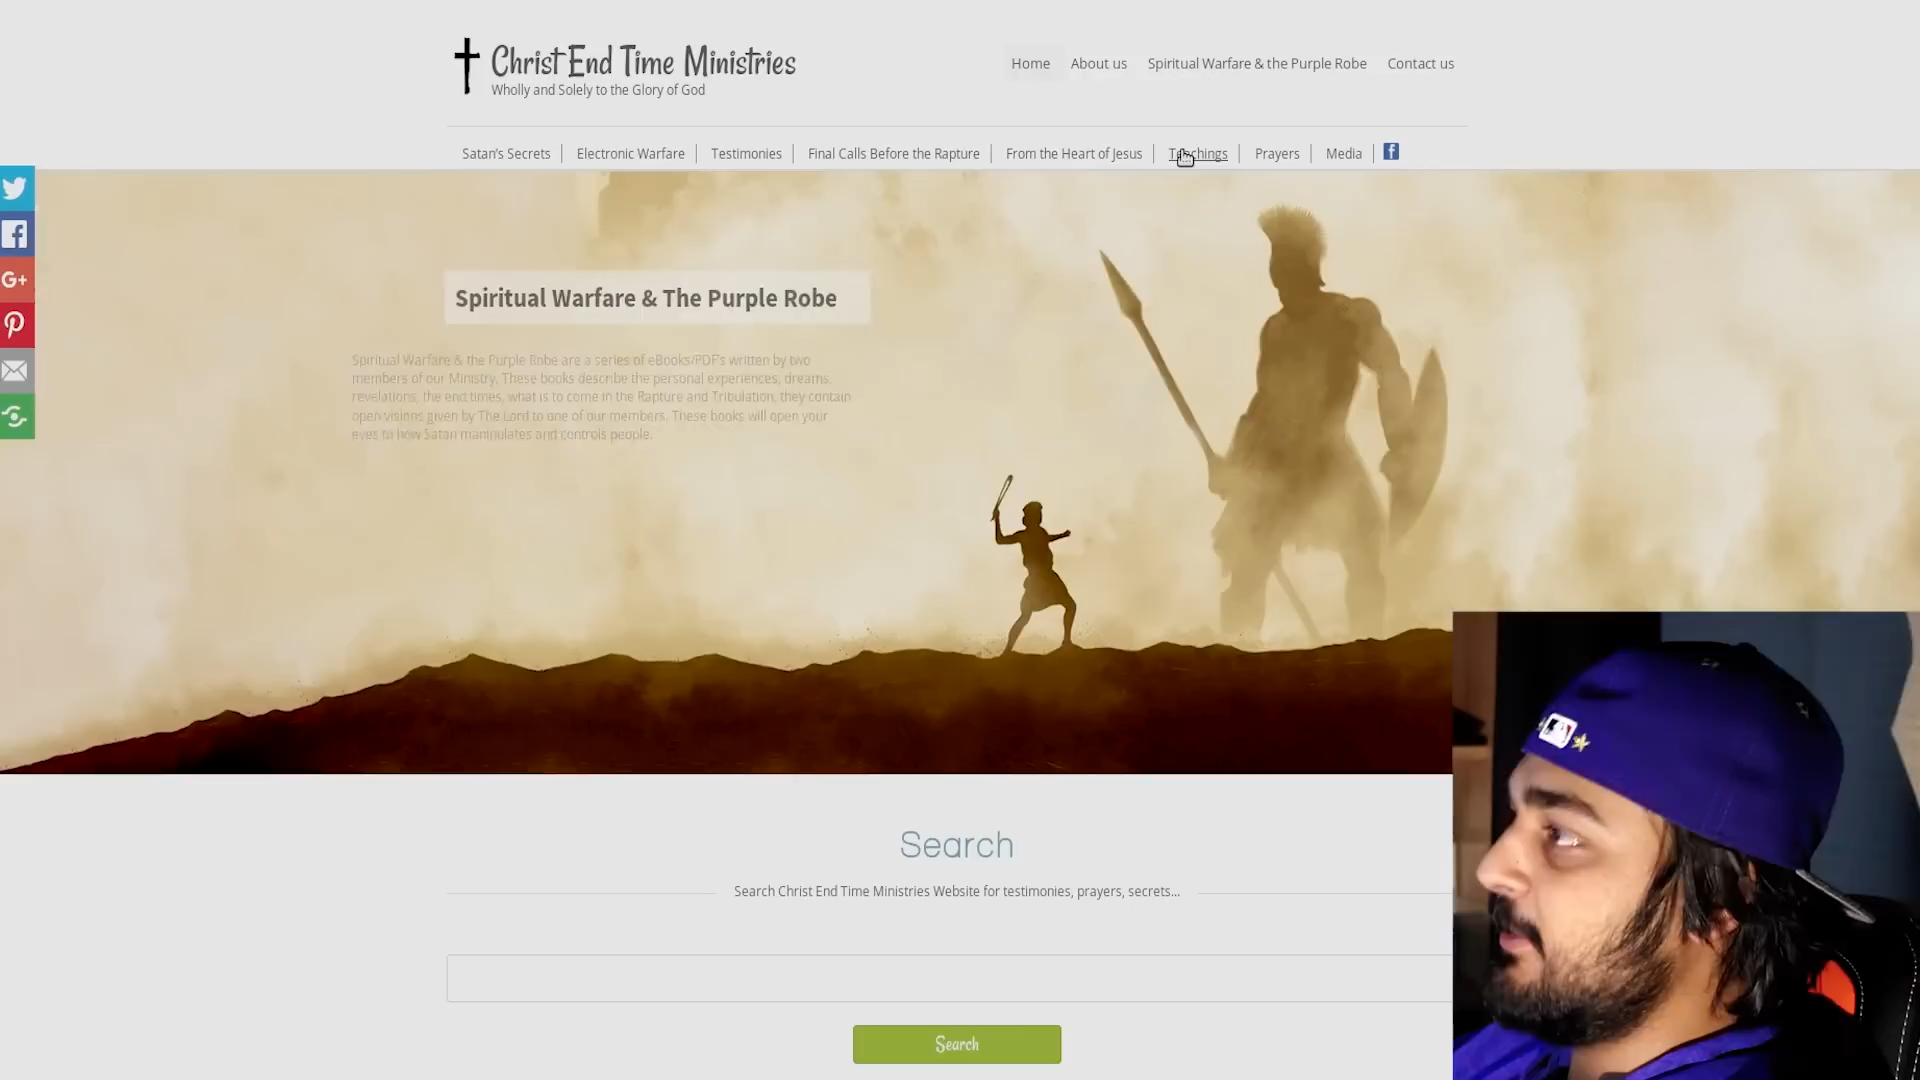 Christ End Time Ministries
Wholly and Solely to the Glory of God
Home
About us
Spiritual Warfare & the Purple Robe
Contact us
Satan's Secrets
Electronic Warfare
Testimonies
Final Calls Before the Rapture
From the Heart of Jesus
Teachings
Prayers
Media
G+
Spiritual Warfare & The Purple Robe
Spiritual Warfare & the Purple Robe are a series of eBooks/PDF's written by two
members of our Ministry. These books describe the personal experiences, dreams,
revelations, the end times, what is to come in the Rapture and Tribulation, they contain
open visions given by The Lord to one of our members. These books will open your
eyes to how Satan manipulates and controls people.
Search
Search Christ End Time Ministries Website for testimonies, prayers, secrets...
Search